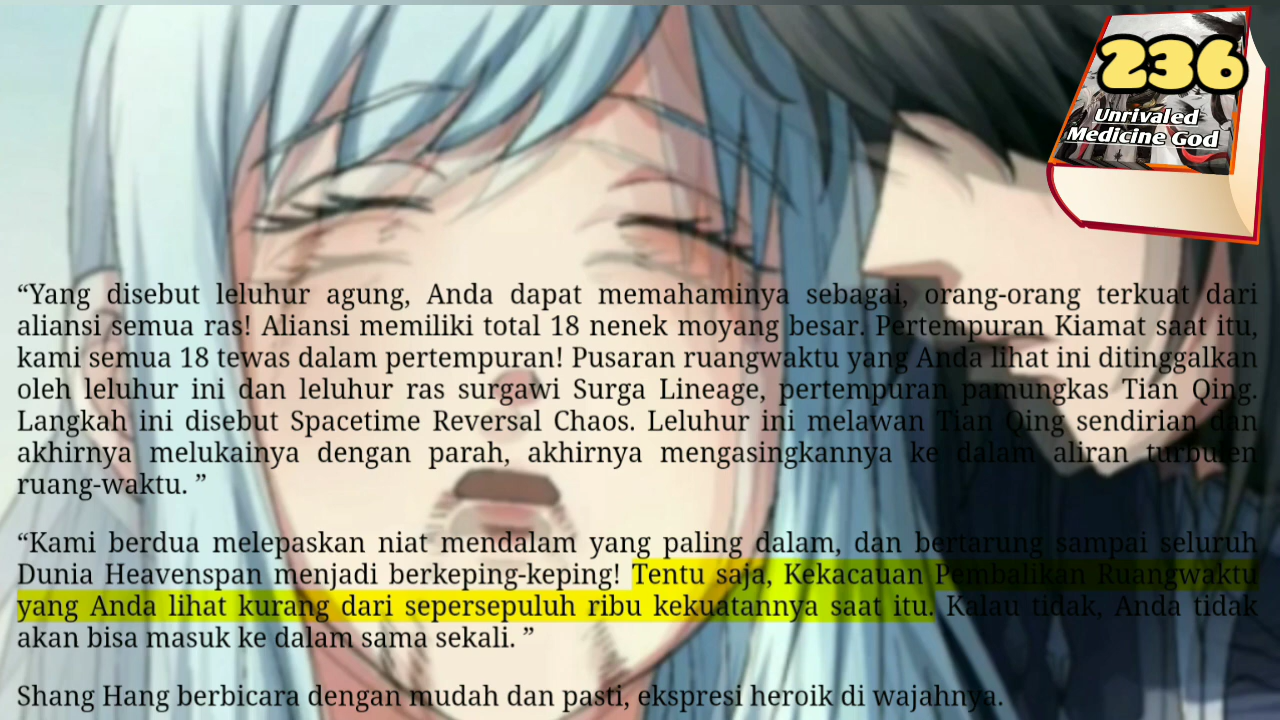 236
Unrivaled
Medicine God
“Yang disebut leluhur agung, Anda dapat memahaminya sebagai, orang-orang terkuat dari
aliansi semua ras! Aliansi memiliki total 18 nenek moyang besar. Pertempuran Kiamat saat itu,
kami semua 18 tewas dalam pertempuran! Pusaran ruangwaktu yang Anda lihat ini ditinggalkan
oleh leluhur ini dan leluhur ras surgawi Surga Lineage, pertempuran pamungkas Tian Qing.
Langkah ini disebut Spacetime Reversal Chaos. Leluhur ini melawan Tian Qing sendirian dan
akhirnya melukainya dengan parah, akhirnya mengasingkannya ke dalam aliran turbulen
ruang-waktu. ”
“Kami berdua melepaskan niat mendalam yang paling dalam, dan bertarung sampai seluruh
Dunia Heavenspan menjadi berkeping-keping! Tentu saja, Kekacauan Pembalikan Ruangwaktu
yang Anda lihat kurang dari sepersepuluh ribu kekuatannya saat itu. Kalau tidak, Anda tidak
akan bisa masuk ke dalam sama sekali. ”
Shang Hang berbicara dengan mudah dan pasti, ekspresi heroik di wajahnya.